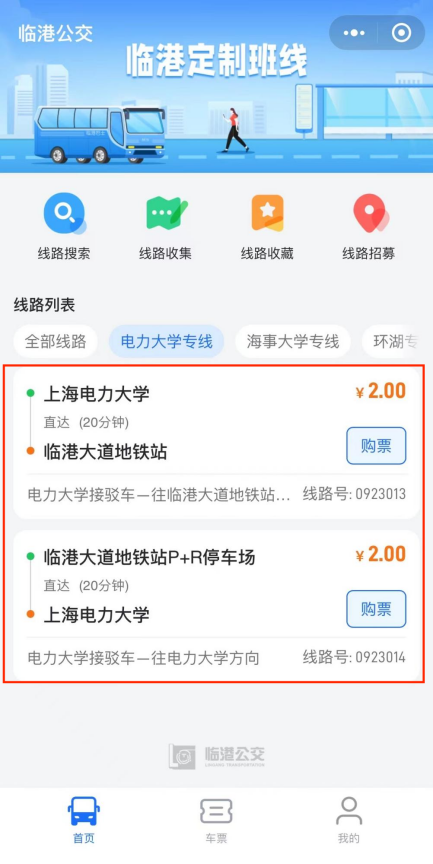 临港公交
临港定制班线
线路搜索 线路收集 线路收藏 线路招募
线路列表
全部线路 电力大学专线 海事大学专线 环湖专
上海电力大学 ¥2.00
直达 (20分钟)
临港大道地铁站 购票
电力大学接驳车—往临港大道地铁站... 线路号: 0923013
临港大道地铁站P+R停车场 ¥2.00
直达 (20分钟)
上海电力大学 购票
电力大学接驳车—往电力大学方向 线路号: 0923014
临港公交
首页 车票 我的